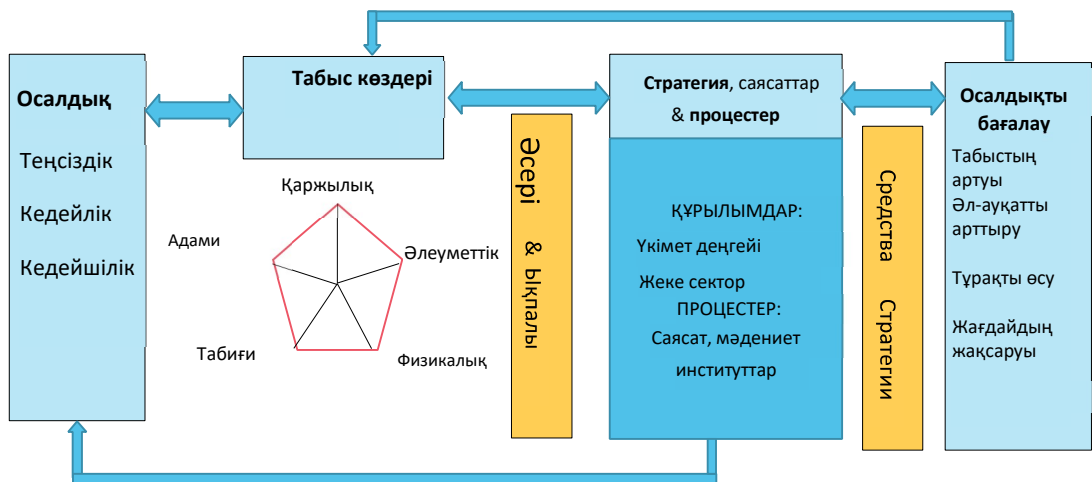 Осалдық
Теңсіздік
Кедейлік
Кедейшілік
Табыс көздері
Қаржылық
Адами
Әлеуметтік
Табиғи
Физикалық
Әсері & Ықпалы
Стратегия, саясаттар
& процестер
ҚҰРЫЛЫМДАР:
Үкімет деңгейі
Жеке сектор
ПРОЦЕСТЕР:
Саясат, мәдениет
институттар
Средства Стратегии
Осалдықты
бағалау
Табыстың
артуы
Әл-ауқатты
арттыру
Тұрақты өсу
Жағдайдың
жақсаруы